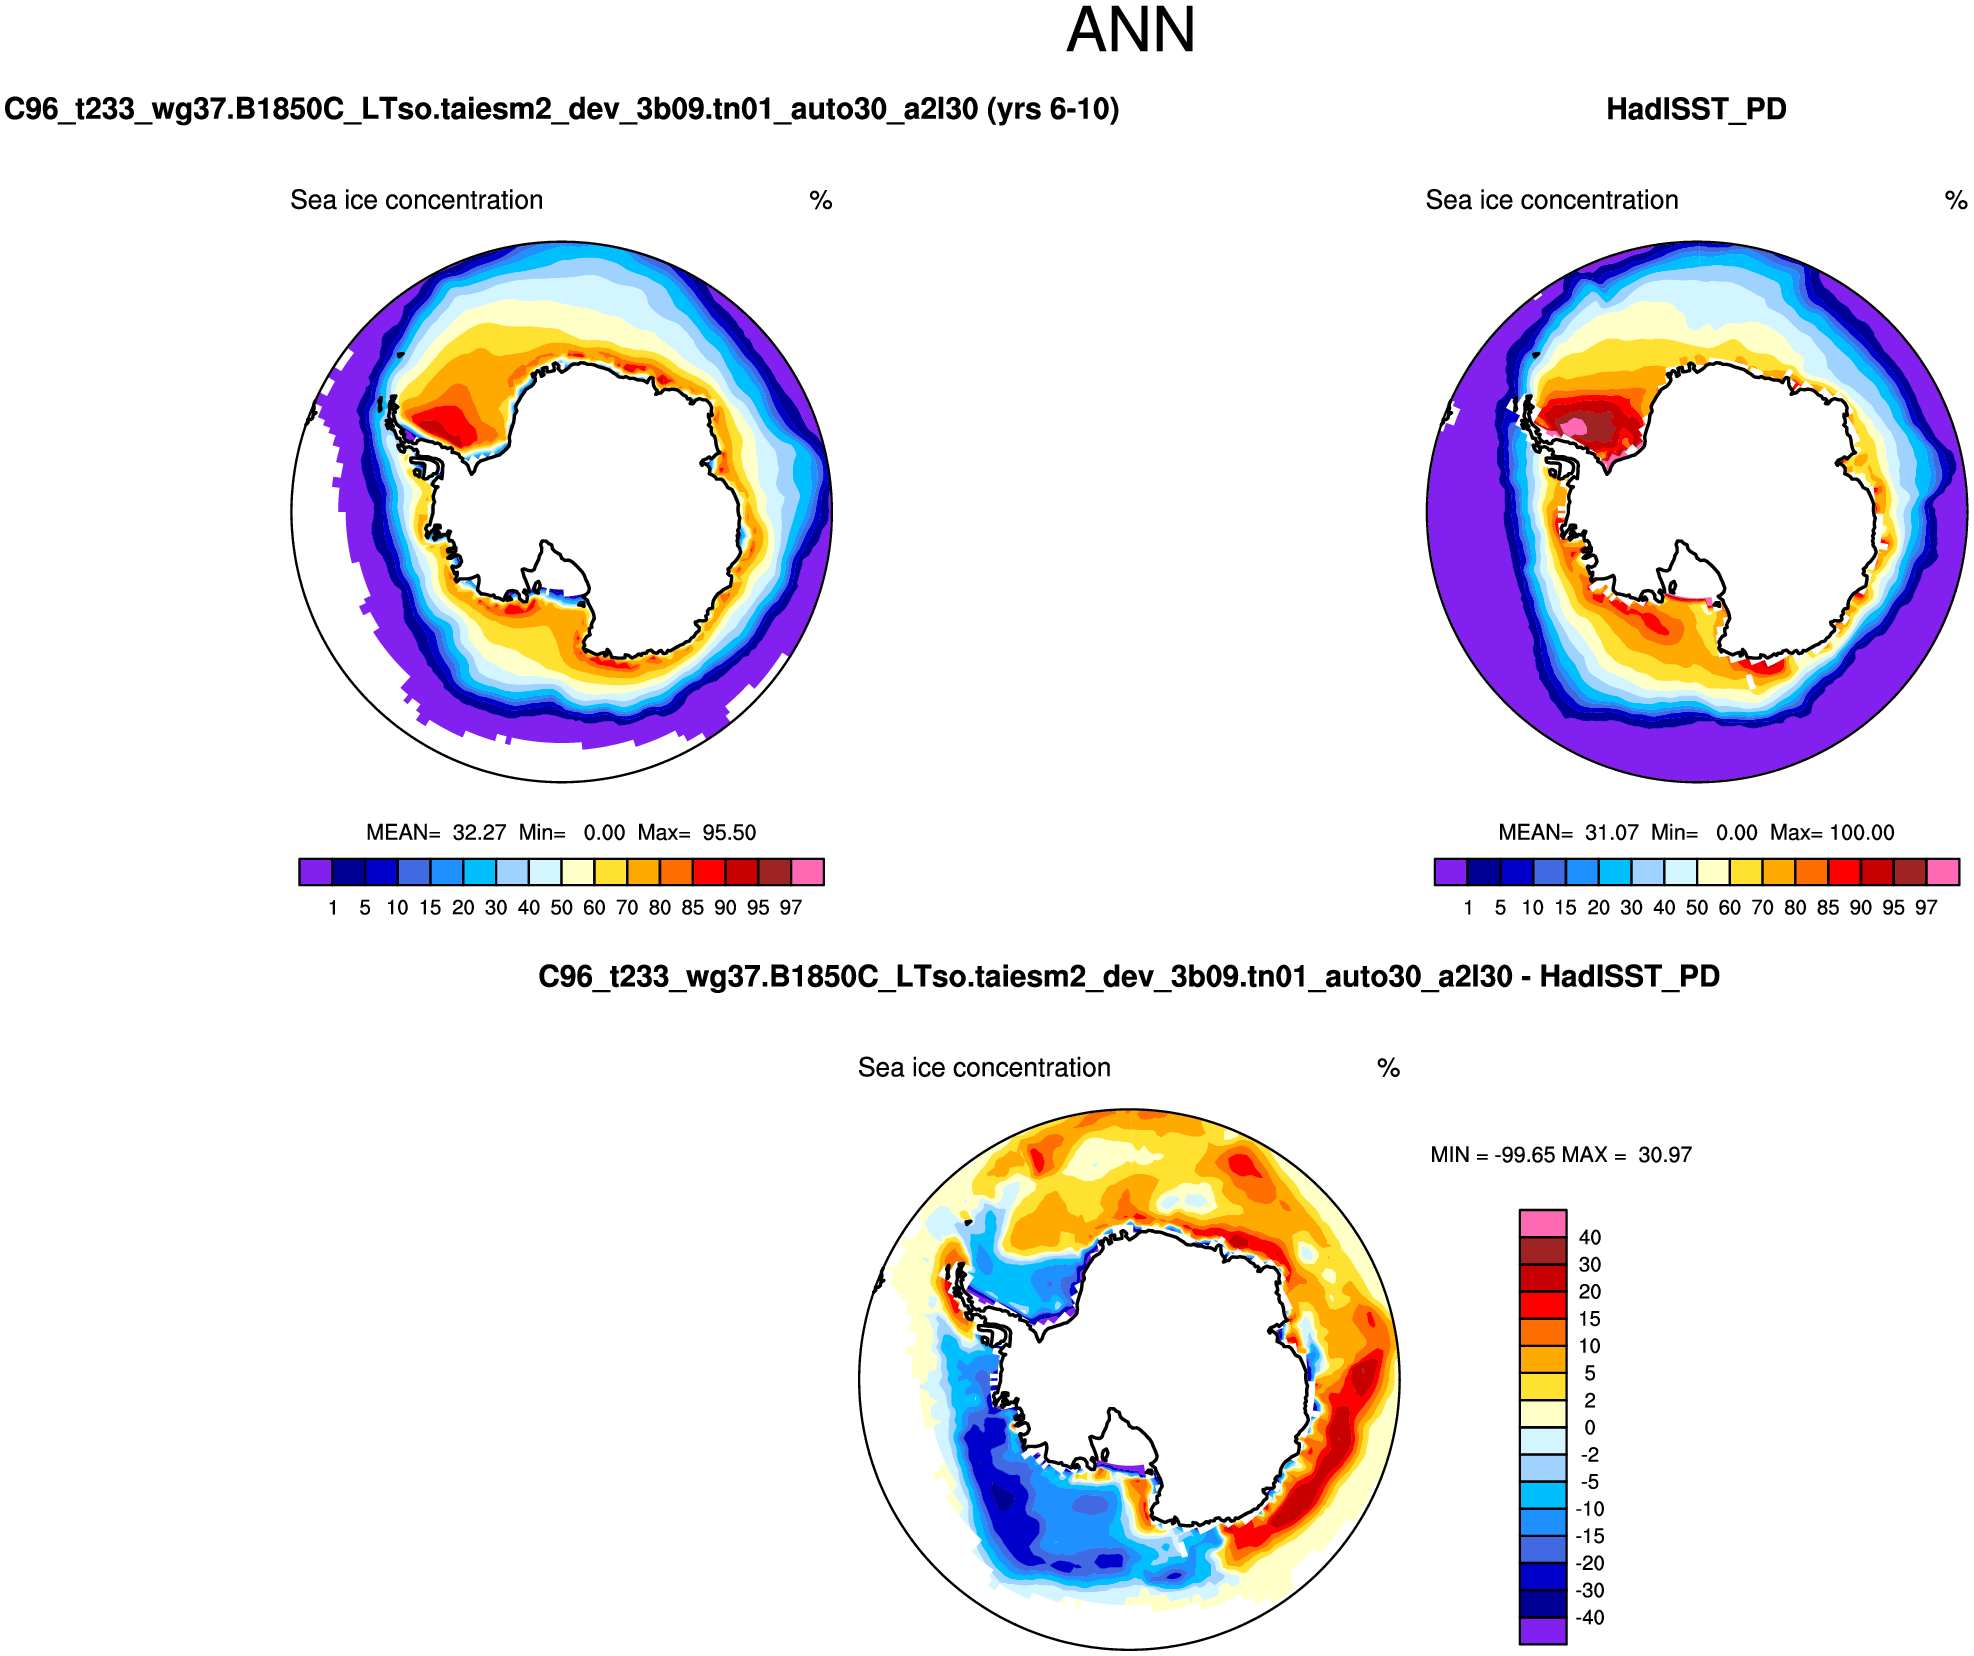 ANN
C96_t233_wg37.B1850C_LTso.taiesm2_dev_3b09.tn01_auto30_a2l30 (yrs 6-10)
HadISST_PD
Sea ice concentration %
Sea ice concentration %
MEAN= 32.27 Min= 0.00 Max= 95.50
MEAN= 31.07 Min= 0.00 Max= 100.00
1 5 10 15 20 30 40 50 60 70 80 85 90 95 97
1 5 10 15 20 30 40 50 60 70 80 85 90 95 97
C96_t233_wg37.B1850C_LTso.taiesm2_dev_3b09.tn01_auto30_a2l30 - HadISST_PD
Sea ice concentration %
MIN = -99.65 MAX = 30.97
40
30
20
15
10
5
2
0
-2
-5
-10
-15
-20
-30
-40